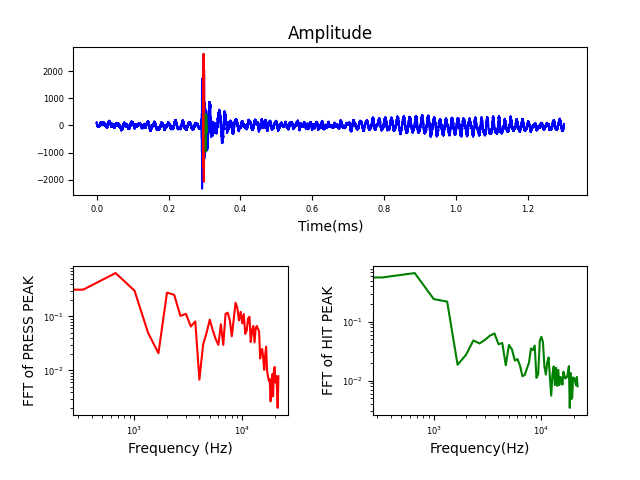 Amplitude
2000
1000
0
−1000
−2000
0.0 0.2 0.4 0.6 0.8 1.0 1.2
Time(ms)
FFT of PRESS PEAK
10⁻¹
10⁻²
10³ 10⁴
Frequency (Hz)
FFT of HIT PEAK
10⁻¹
10⁻²
10³ 10⁴
Frequency(Hz)